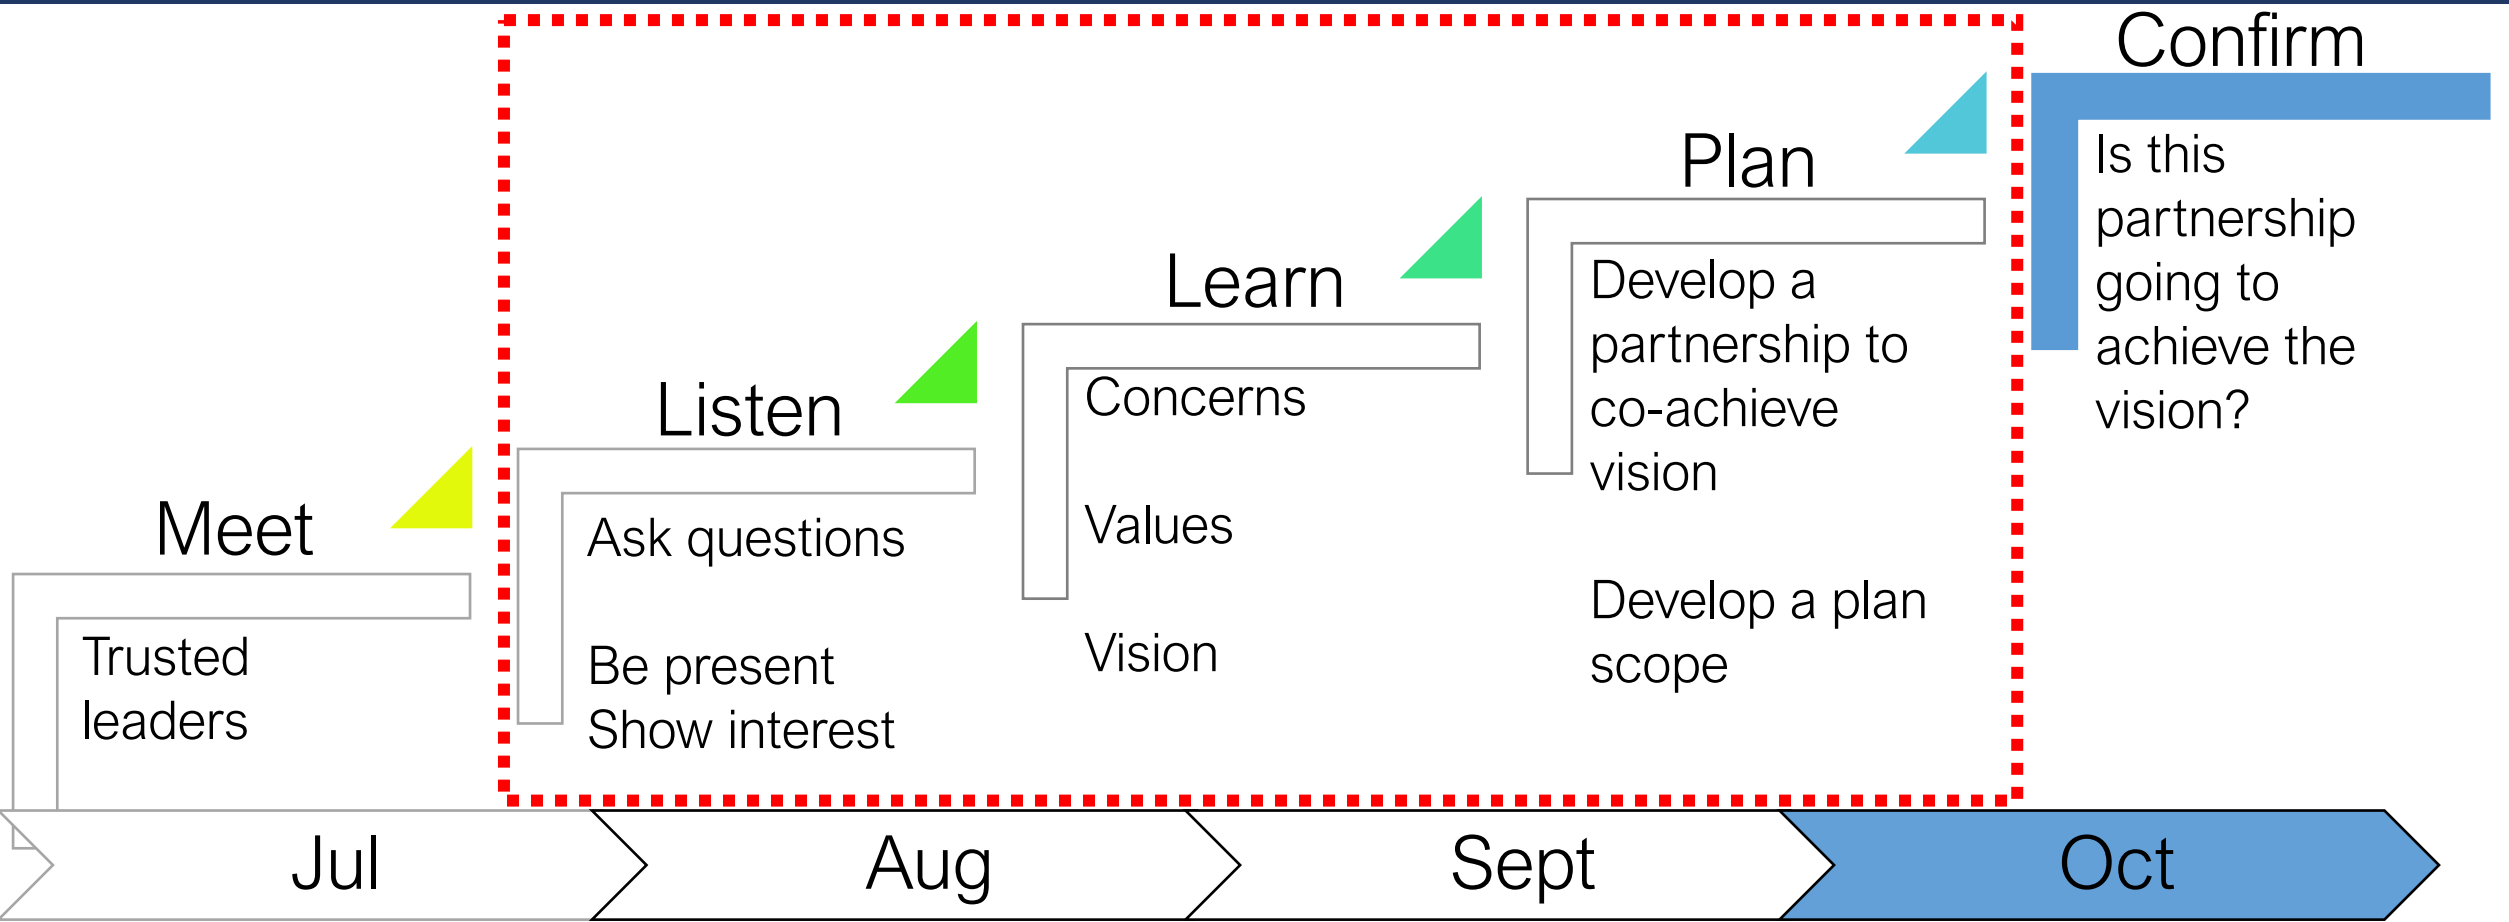 Meet
Trusted
leaders
Listen
Ask questions
Be present
Show interest
Learn
Concerns
Values
Vision
Plan
Develop a
partnership to
co-achieve
vision
Develop a plan
scope
Confirm
Is this
partnership
going to
achieve the
vision?
Jul
Aug
Sept
Oct